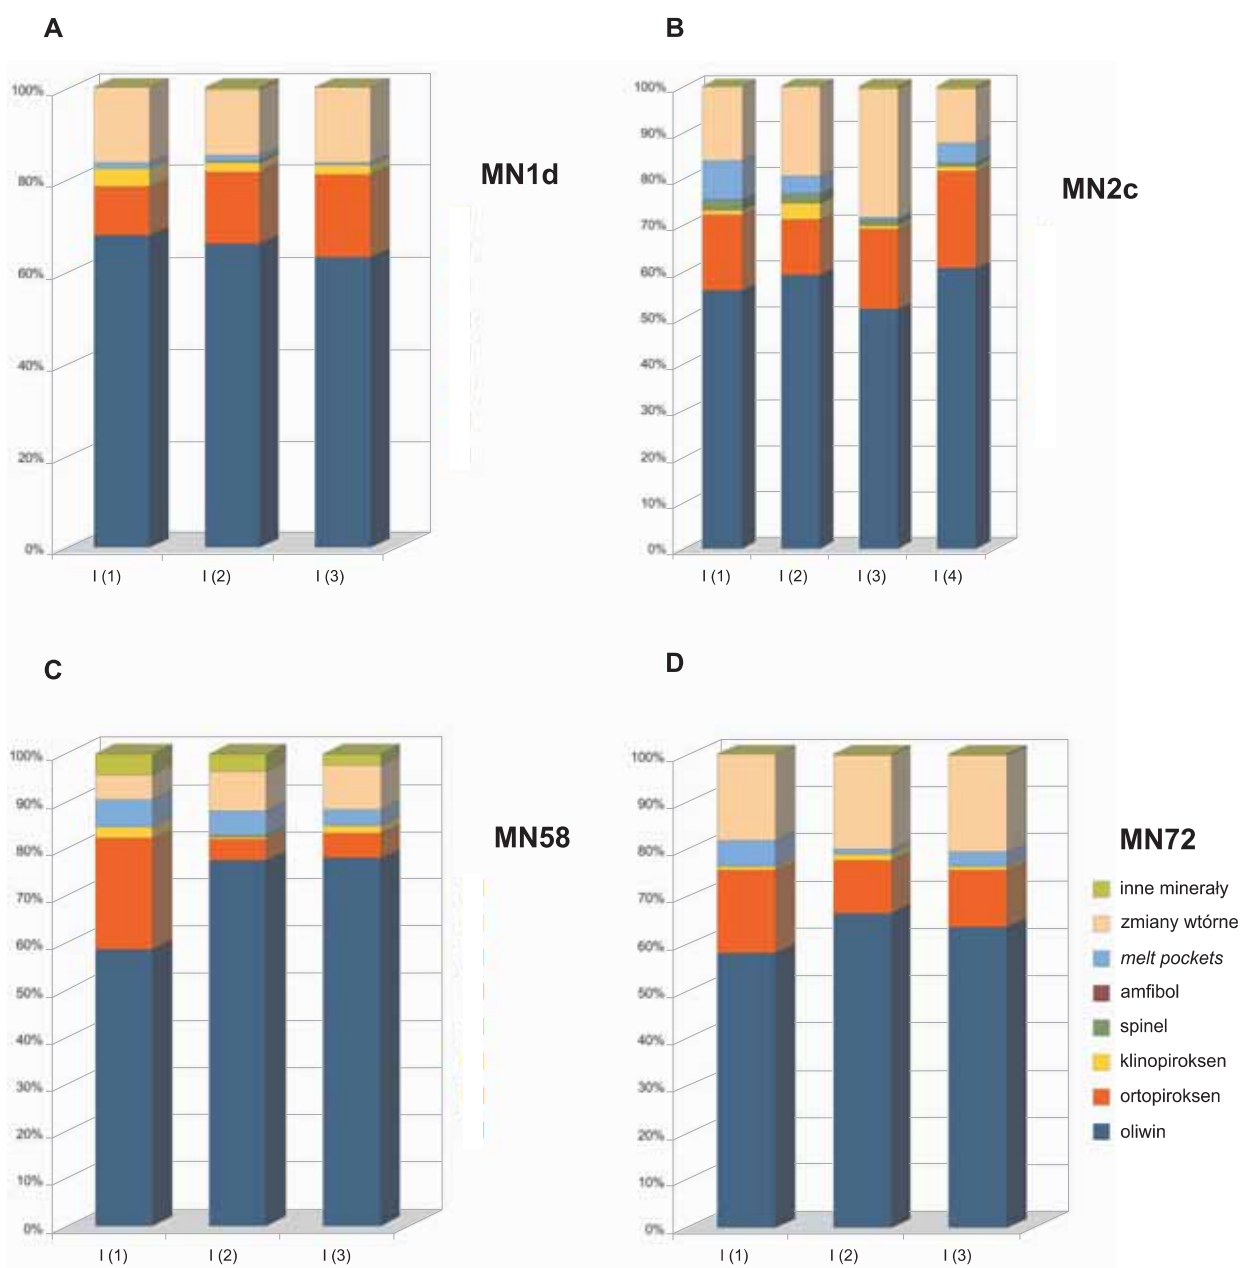 A
100%
80%
60%
40%
20%
0%
I (1) I (2) I (3)
MN1d
B
100%
90%
80%
70%
60%
50%
40%
30%
20%
10%
0%
I (1) I (2) I (3) I (4)
MN2c
C
100%
90%
80%
70%
60%
50%
40%
30%
20%
10%
0%
I (1) I (2) I (3)
MN58
D
100%
90%
80%
70%
60%
50%
40%
30%
20%
10%
0%
I (1) I (2) I (3)
MN72
inne minerały
zmiany wtórne
melt pockets
amfibol
spinel
klinopiroksen
ortopiroksen
oliwin